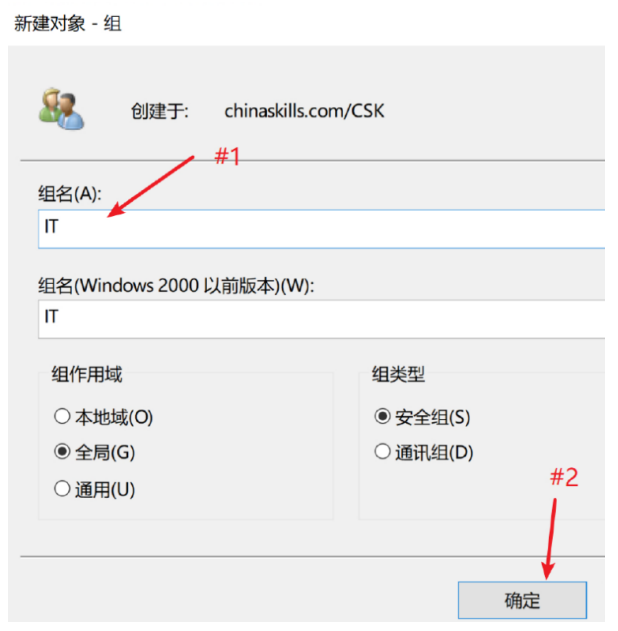 新建对象 - 组
创建于: chinaskills.com/CSK
#1
组名(A):
IT
组名(Windows 2000 以前版本)(W):
IT
组作用域
本地域(O)
全局(G)
通用(U)
组类型
安全组(S)
通讯组(D)
#2
确定